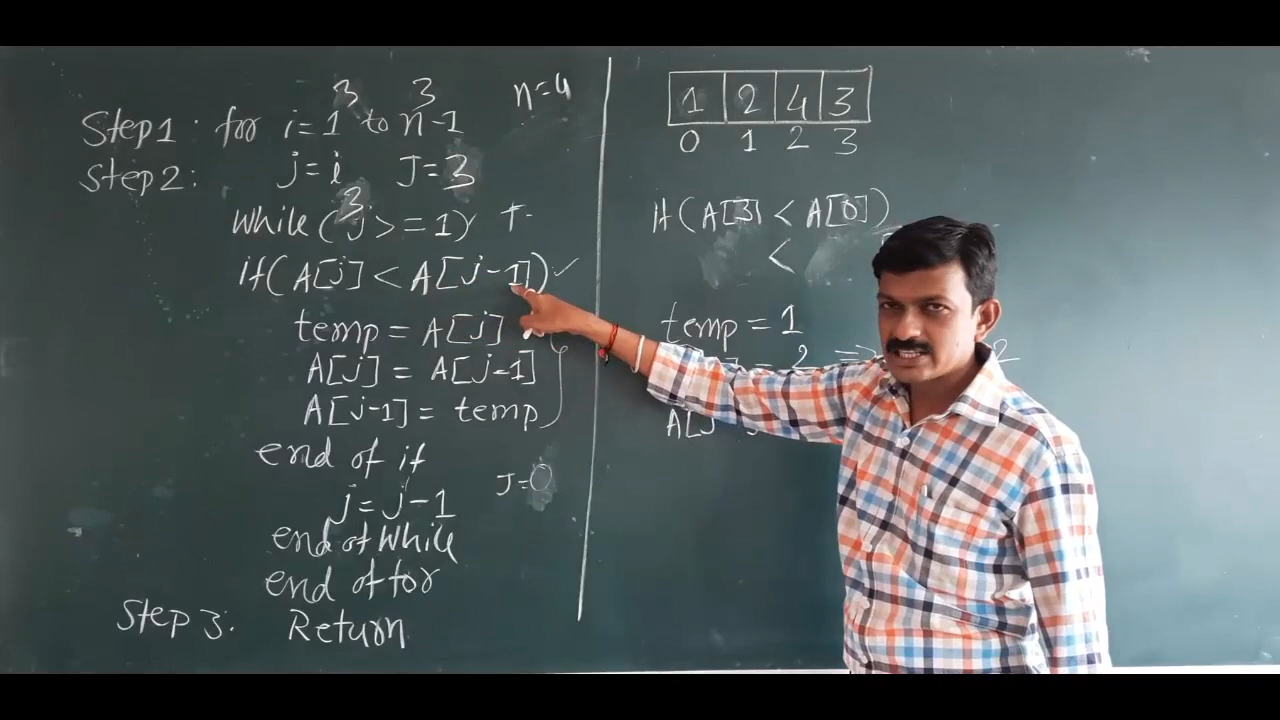 3 3 n=4
Step1: for i=1 to n-1
Step2: j=i J=3
3
While(j>=1) T
if(A[j] < A[j-1]) ✓
temp = A[j]
A[j] = A[j-1]
A[j-1] = temp
end of if
J=0
j=j-1
end of While
end of for
Step 3: Return
1 2 4 3
0 1 2 3
if(A[3] < A[0])
<
temp = 1
= 2 => 2
A[j